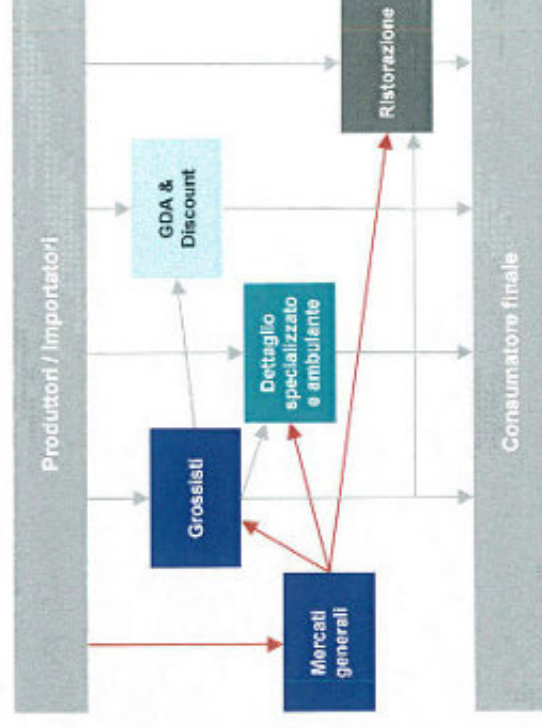 Produttori / Importatori
GDA &
Discount
Ristorazione
Grossisti
Dettaglio
specializzato
e ambulante
Mercati
generali
Consumatore finale